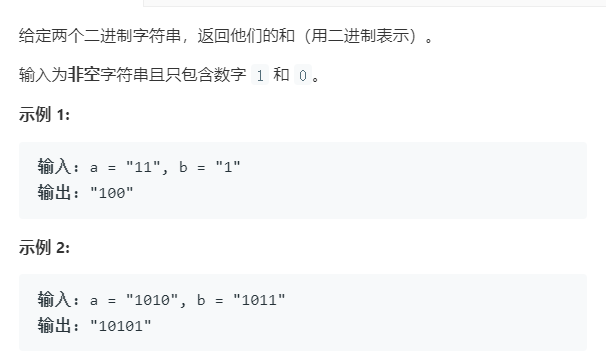 给定两个二进制字符串，返回他们的和（用二进制表示）。
输入为非空字符串且只包含数字 1 和 0。
示例 1:
输入: a = "11", b = "1"
输出: "100"
示例 2:
输入: a = "1010", b = "1011"
输出: "10101"